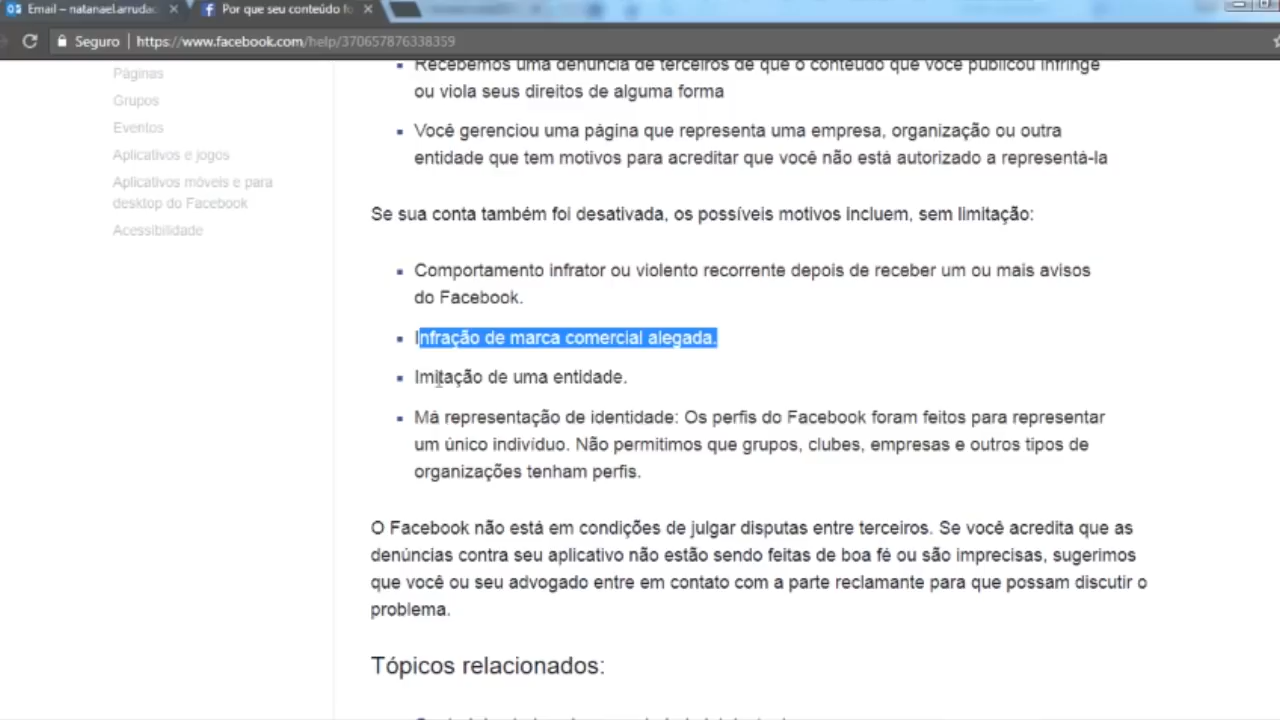 Email – natanael.arruda
Por que seu conteúdo fo
Seguro | https://www.facebook.com/help/370657876338359
Páginas
Grupos
Eventos
Aplicativos e jogos
Aplicativos móveis e para
desktop do Facebook
Acessibilidade
Recebemos uma denúncia de terceiros de que o conteúdo que você publicou infringe
ou viola seus direitos de alguma forma
Você gerenciou uma página que representa uma empresa, organização ou outra
entidade que tem motivos para acreditar que você não está autorizado a representá-la
Se sua conta também foi desativada, os possíveis motivos incluem, sem limitação:
Comportamento infrator ou violento recorrente depois de receber um ou mais avisos
do Facebook.
Infração de marca comercial alegada.
Imitação de uma entidade.
Má representação de identidade: Os perfis do Facebook foram feitos para representar
um único indivíduo. Não permitimos que grupos, clubes, empresas e outros tipos de
organizações tenham perfis.
O Facebook não está em condições de julgar disputas entre terceiros. Se você acredita que as
denúncias contra seu aplicativo não estão sendo feitas de boa fé ou são imprecisas, sugerimos
que você ou seu advogado entre em contato com a parte reclamante para que possam discutir o
problema.
Tópicos relacionados: